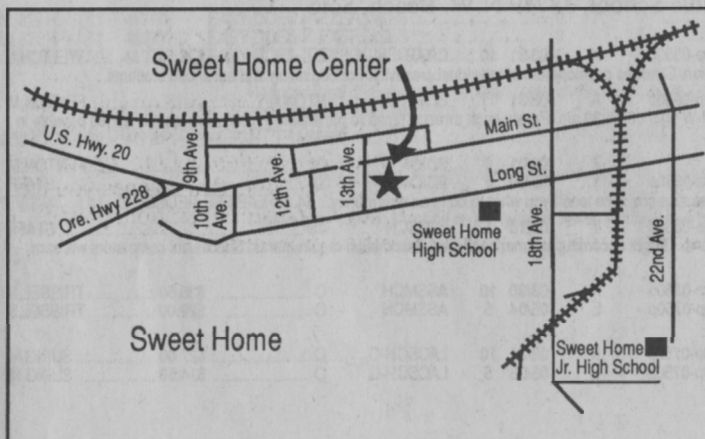 Sweet Home Center
U.S. Hwy. 20
Ore. Hwy 228
9th Ave.
10th
Ave
12th Ave.
13th Ave.
Main St.
Long St.
Sweet Home
High School
18th Ave.
22nd Ave.
Sweet Home
Sweet Home
Jr. High School